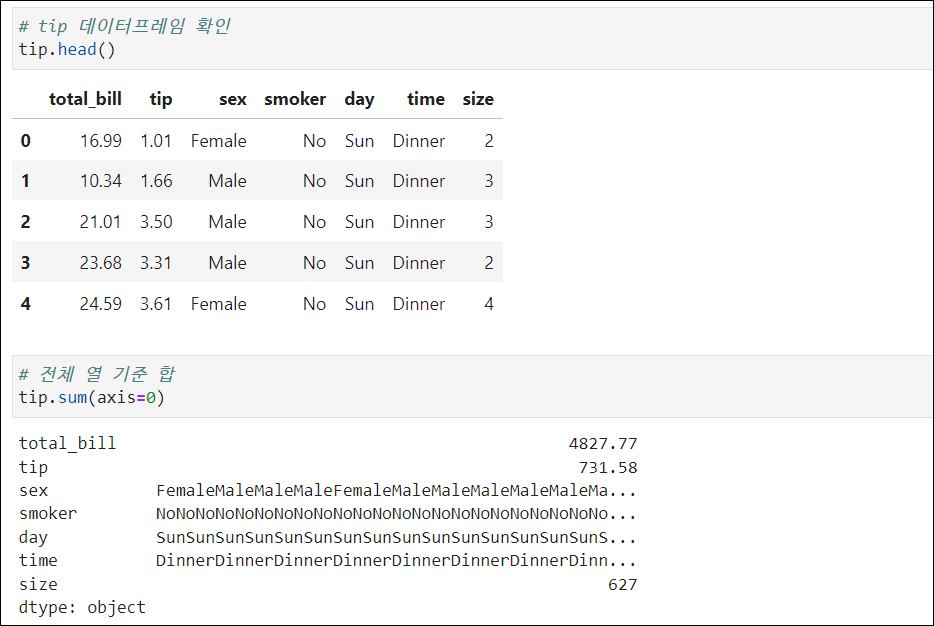 # tip 데이터프레임 확인
tip.head()
total_bill tip sex smoker day time size
0 16.99 1.01 Female No Sun Dinner 2
1 10.34 1.66 Male No Sun Dinner 3
2 21.01 3.50 Male No Sun Dinner 3
3 23.68 3.31 Male No Sun Dinner 2
4 24.59 3.61 Female No Sun Dinner 4
# 전체 열 기준 합
tip.sum(axis=0)
total_bill 4827.77
tip 731.58
sex FemaleMaleMaleMaleFemaleMaleMaleMaleMaleMaleMa...
smoker NoNoNoNoNoNoNoNoNoNoNoNoNoNoNoNoNoNoNoNoNoNoNo...
day SunSunSunSunSunSunSunSunSunSunSunSunSunSunSunS...
time DinnerDinnerDinnerDinnerDinnerDinnerDinnerDinn...
size 627
dtype: object